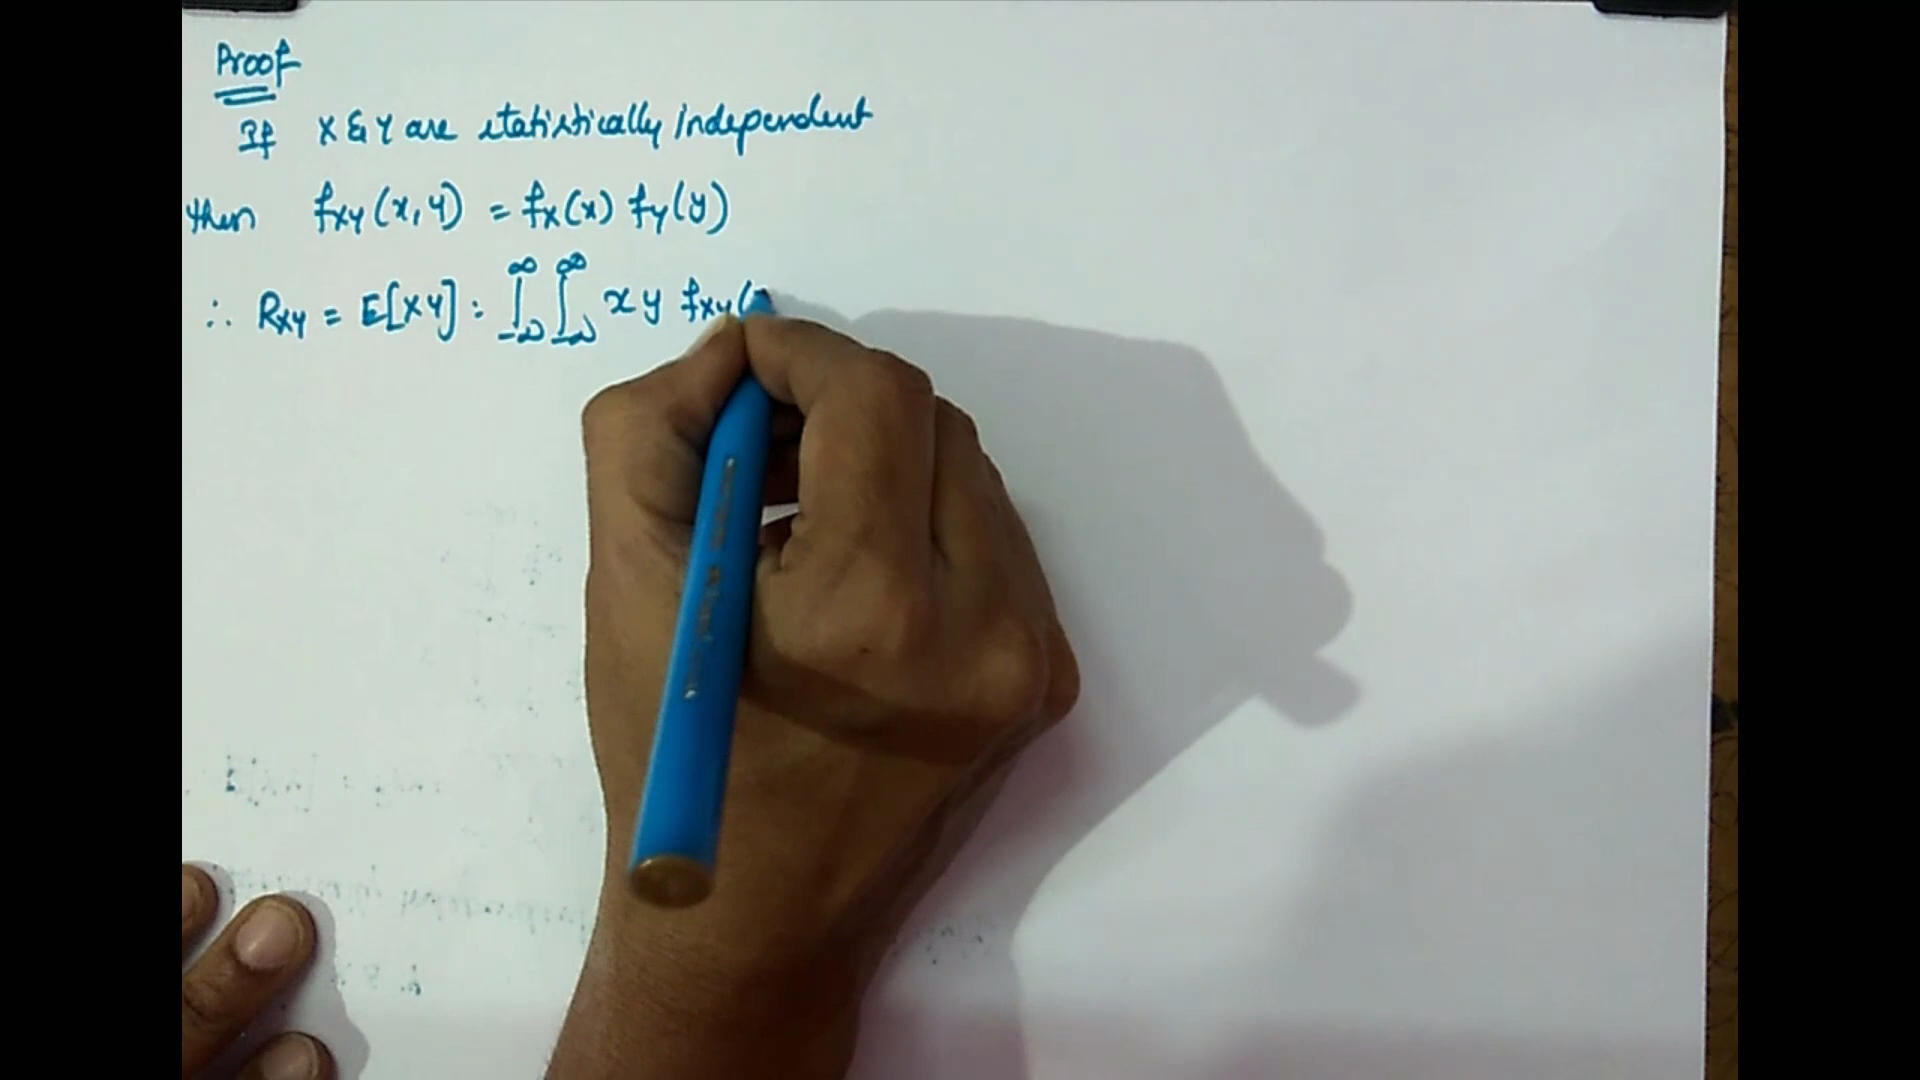 Proof
If X & Y are statistically independent
then fxy(x,y) = fx(x) fy(y)
∴ Rxy = E[XY] = ∫_{-∞}^{∞} ∫_{-∞}^{∞} x y fxy(